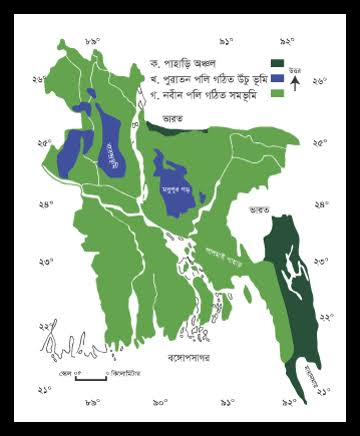 ৮৯° ৯১° ৯২°
ক. পাহাড়ি অঞ্চল
খ. পুরাতন পলি গঠিত উঁচু ভূমি
গ. নবীন পলি গঠিত সমভূমি
উত্তর
২৬° ২৬°
ভারত
২৫° ২৫°
বরেন্দ্রভূমি
মধুপুর গড়
২৪° ২৪°
ভারত
লালমাই পাহাড়
২৩° ২৩°
২২° ২২°
বঙ্গোপসাগর
মায়ানমার
কিলোমিটার
২১° ২১°
৮৯° ৯০° ৯১° ৯২°